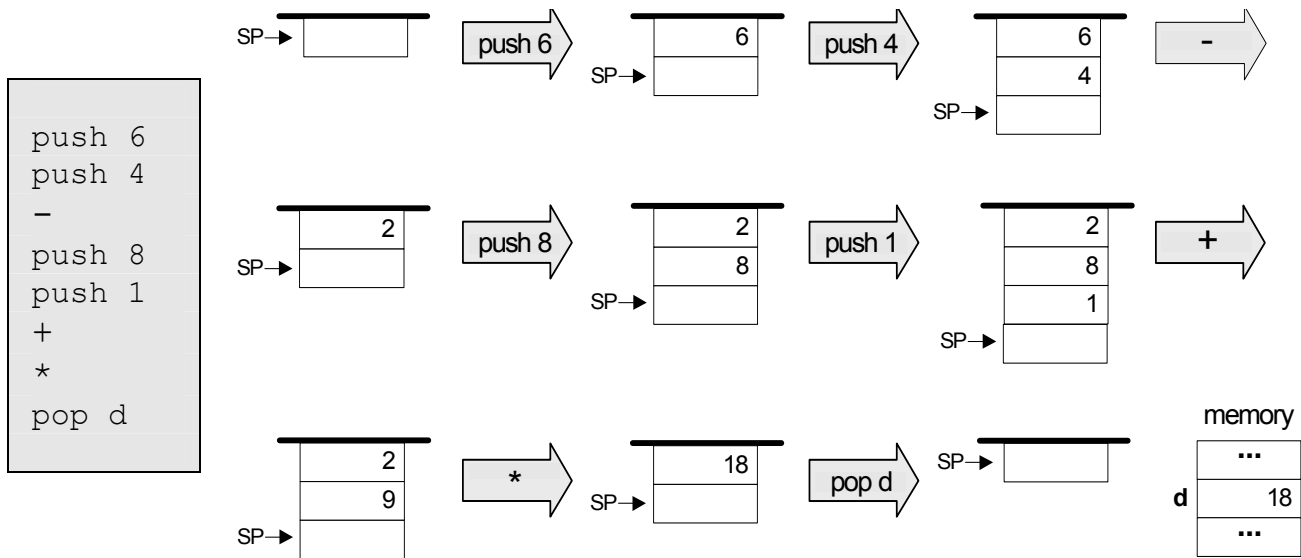 push 6
push 4
-
push 8
push 1
+
*
pop d
SP
push 6
6
SP
push 4
6
4
SP
-
2
SP
push 8
2
8
SP
push 1
2
8
1
SP
+
2
9
SP
*
18
SP
pop d
SP
memory
...
d 18
...